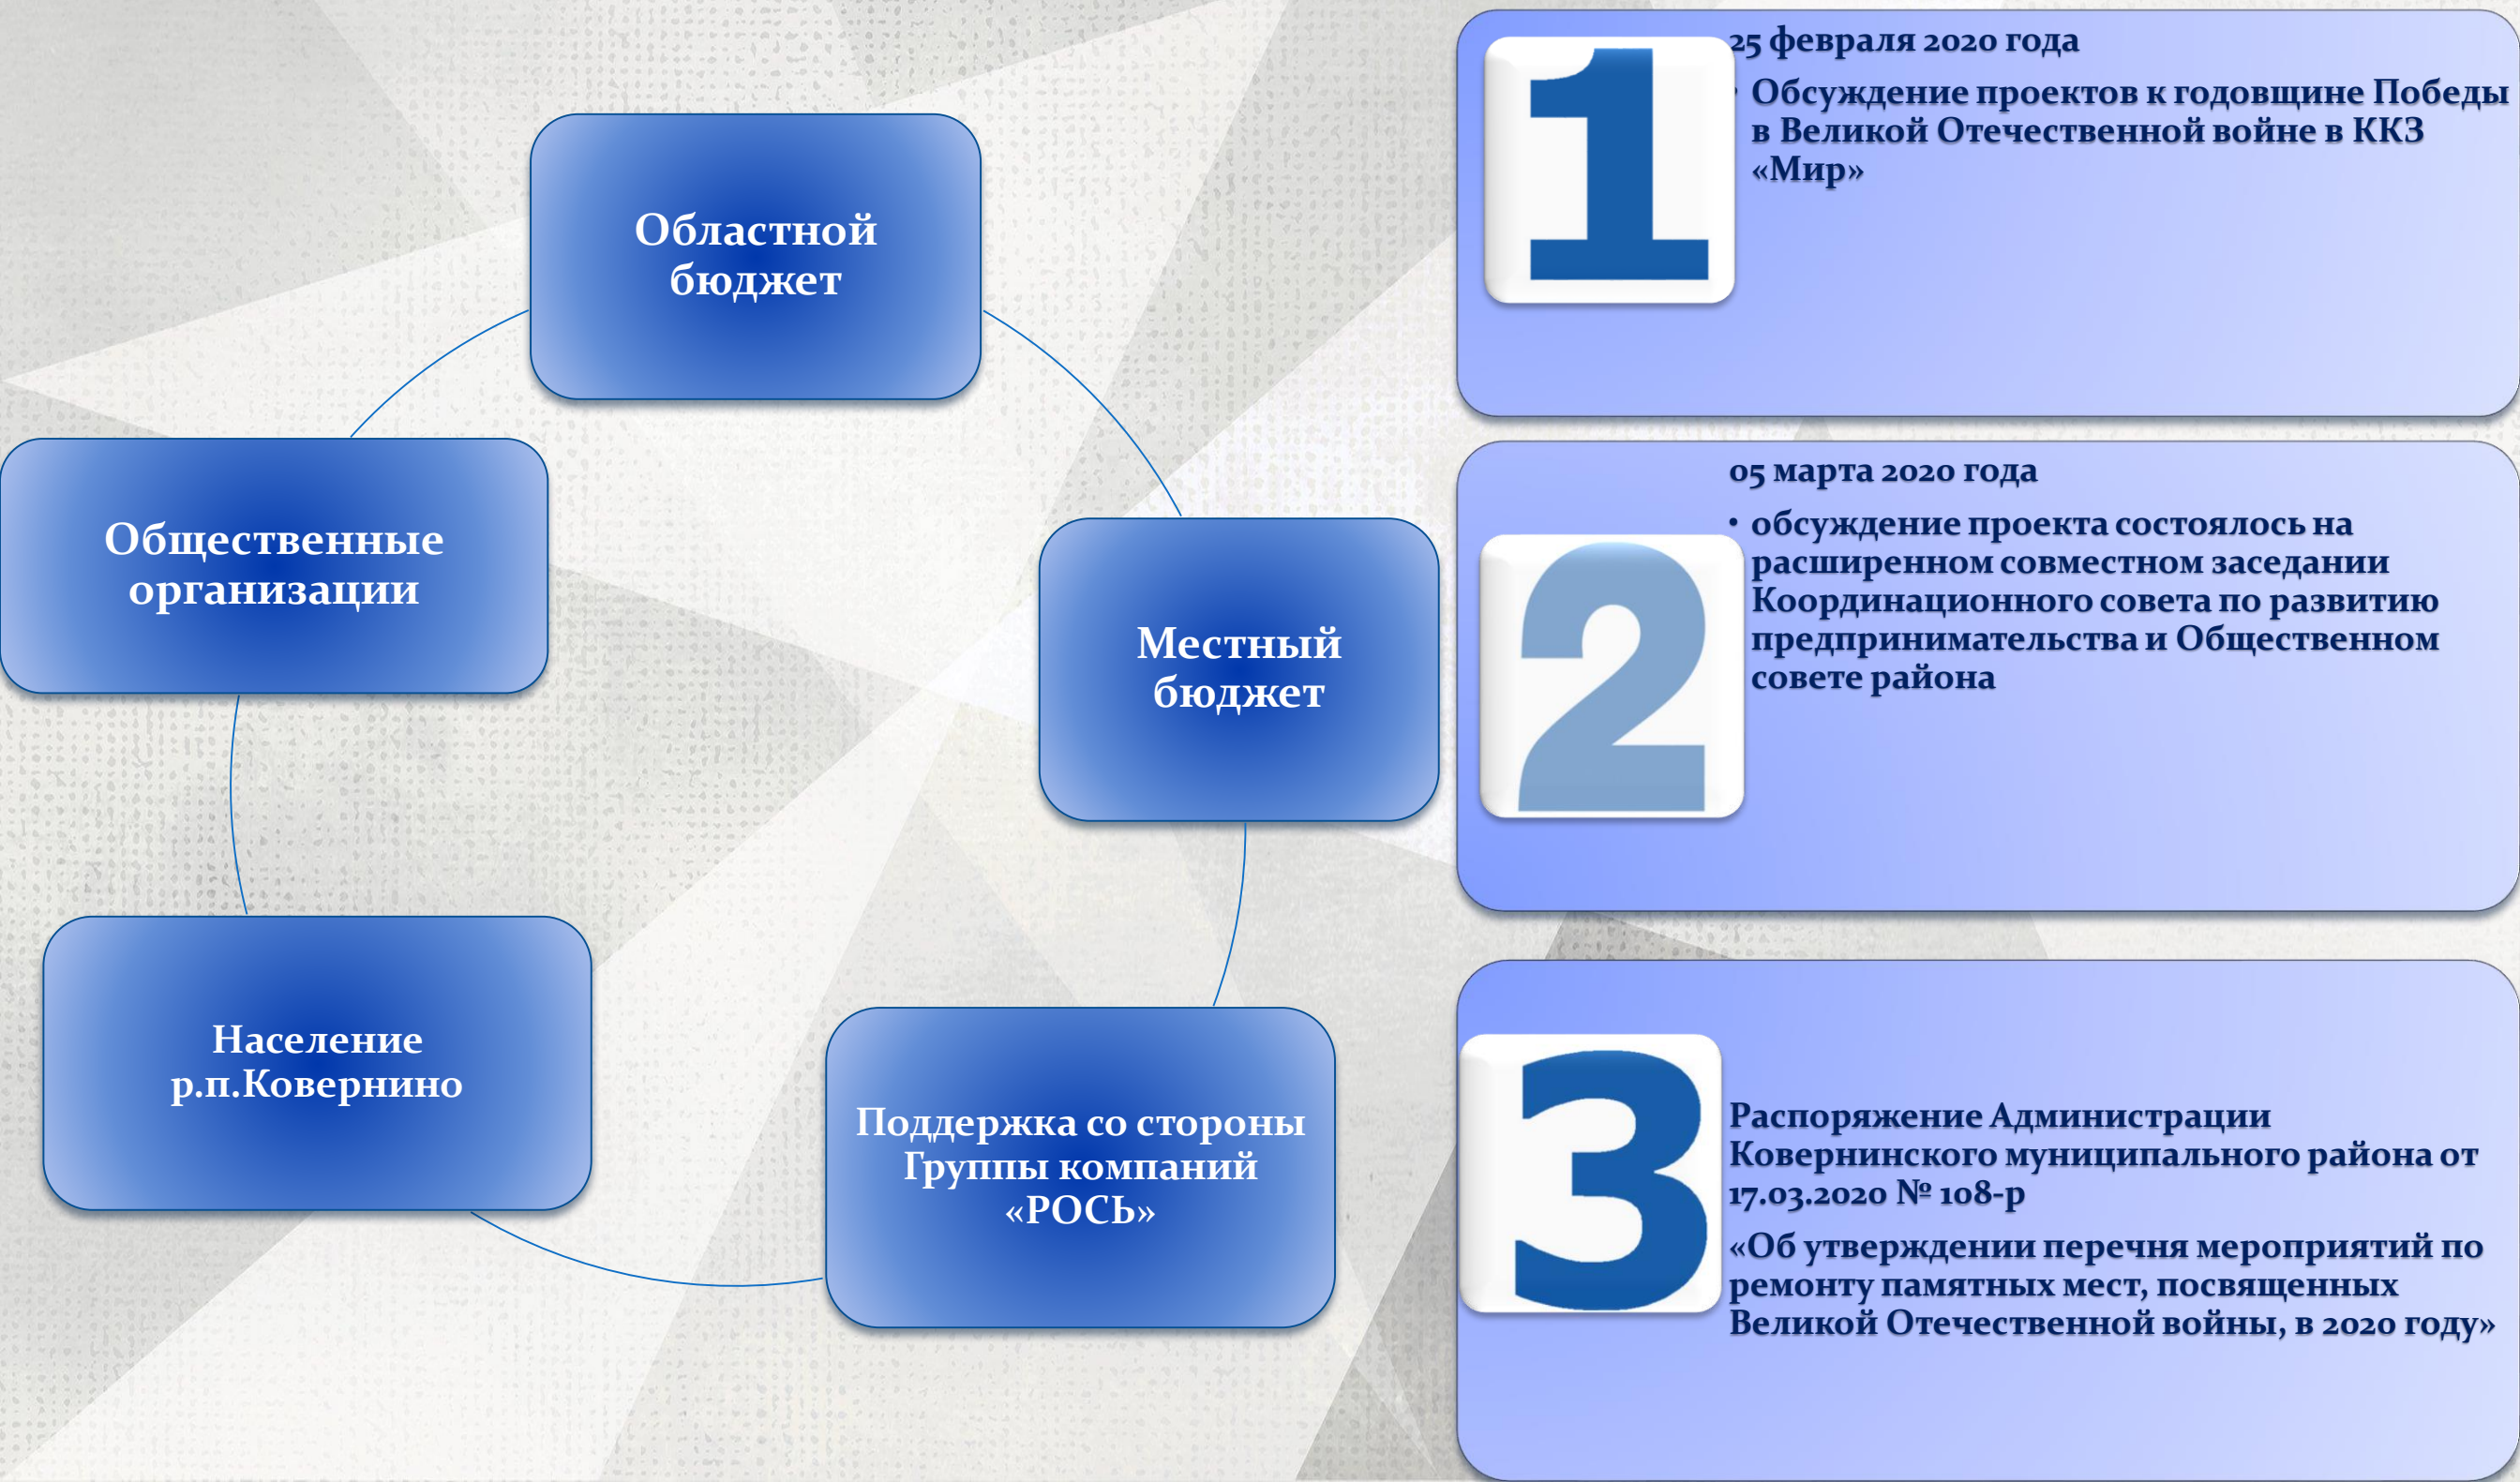 Областной
бюджет
Общественные
организации
Местный
бюджет
Население
р.п.Ковернино
Поддержка со стороны
Группы компаний
«РОСЬ»
1
25 февраля 2020 года
• Обсуждение проектов к годовщине Победы
в Великой Отечественной войне в ККЗ
«Мир»
2
05 марта 2020 года
• обсуждение проекта состоялось на
расширенном совместном заседании
Координационного совета по развитию
предпринимательства и Общественном
совете района
3
Распоряжение Администрации
Ковернинского муниципального района от
17.03.2020 № 108-р
«Об утверждении перечня мероприятий по
ремонту памятных мест, посвященных
Великой Отечественной войны, в 2020 году»